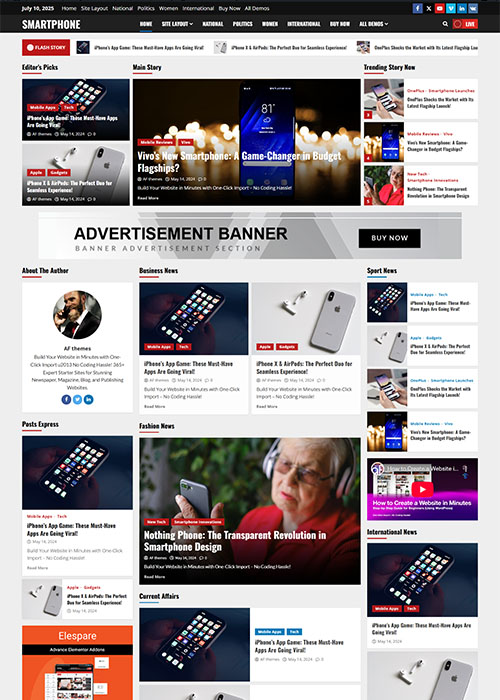 July 10, 2025 Home Site Layout National Politics Women International Buy Now All Demos
SMARTPHONE
HOME SITE LAYOUT NATIONAL POLITICS WOMEN INTERNATIONAL BUY NOW ALL DEMOS LIVE
FLASH STORY
iPhone's App Game: These Must-Have Apps Are Going Viral!
iPhone X & AirPods: The Perfect Duo for Seamless Experience!
OnePlus Shocks the Market with Its Latest Flagship Launch!
Editor's Picks
Mobile Apps Tech
iPhone's App Game: These Must-Have Apps
Are Going Viral!
AF themes May 14, 2024 0
Apple Gadgets
iPhone X & AirPods: The Perfect Duo for
Seamless Experience!
AF themes May 14, 2024 0
Main Story
Mobile Reviews Vivo
Vivo's New Smartphone: A Game-Changer in Budget
Flagships?
AF themes May 14, 2024 0
Build Your Website in Minutes with One-Click Import – No Coding Hassle!
Read More
Trending Story Now
3
OnePlus Smartphone Launches
OnePlus Shocks the Market with Its
Latest Flagship Launch!
4
Mobile Reviews Vivo
Vivo's New Smartphone: A Game-
Changer in Budget Flagships?
5
New Tech
Smartphone Innovations
Nothing Phone: The Transparent
Revolution in Smartphone Design
ADVERTISEMENT BANNER
BANNER ADVERTISEMENT SECTION
BUY NOW
About The Author
AF themes
Build Your Website in Minutes with One-
Click Import \u2013 No Coding Hassle! 365+
Expert Starter Sites for Stunning
Newspaper, Magazine, Blog, and Publishing
Websites.
Business News
Mobile Apps Tech
iPhone's App Game: These Must-Have
Apps Are Going Viral!
AF themes May 14, 2024 0
Build Your Website in Minutes with One-Click
Import – No Coding Hassle!
Read More
Apple Gadgets
iPhone X & AirPods: The Perfect Duo for
Seamless Experience!
AF themes May 14, 2024 0
Build Your Website in Minutes with One-Click
Import – No Coding Hassle!
Read More
Sport News
Mobile Apps Tech
iPhone's App Game: These Must-
Have Apps Are Going Viral!
Apple Gadgets
iPhone X & AirPods: The Perfect Duo
for Seamless Experience!
OnePlus Smartphone Launches
OnePlus Shocks the Market with Its
Latest Flagship Launch!
Mobile Reviews Vivo
Vivo's New Smartphone: A Game-
Changer in Budget Flagships?
How to Create a Website i...
How to Create a Website in Minutes
Posts Express
Mobile Apps Tech
iPhone's App Game: These Must-Have
Apps Are Going Viral!
May 14, 2024
Build Your Website in Minutes with One-Click
Import – No Coding Hassle!
Apple Gadgets
iPhone X & AirPods: The Perfect
Duo for Seamless Experience!
May 14, 2024
Elespare
Advance Elementor Addons
Fashion News
New Tech Smartphone Innovations
Nothing Phone: The Transparent Revolution in
Smartphone Design
AF themes May 14, 2024 0
Build Your Website in Minutes with One-Click Import – No Coding Hassle!
Read More
Current Affairs
Mobile Apps Tech
iPhone's App Game: These Must-Have
Apps Are Going Viral!
AF themes May 14, 2024 0
International News
Mobile Apps Tech
iPhone's App Game: These Must-Have Apps Are
Going Viral!
May 14, 2024